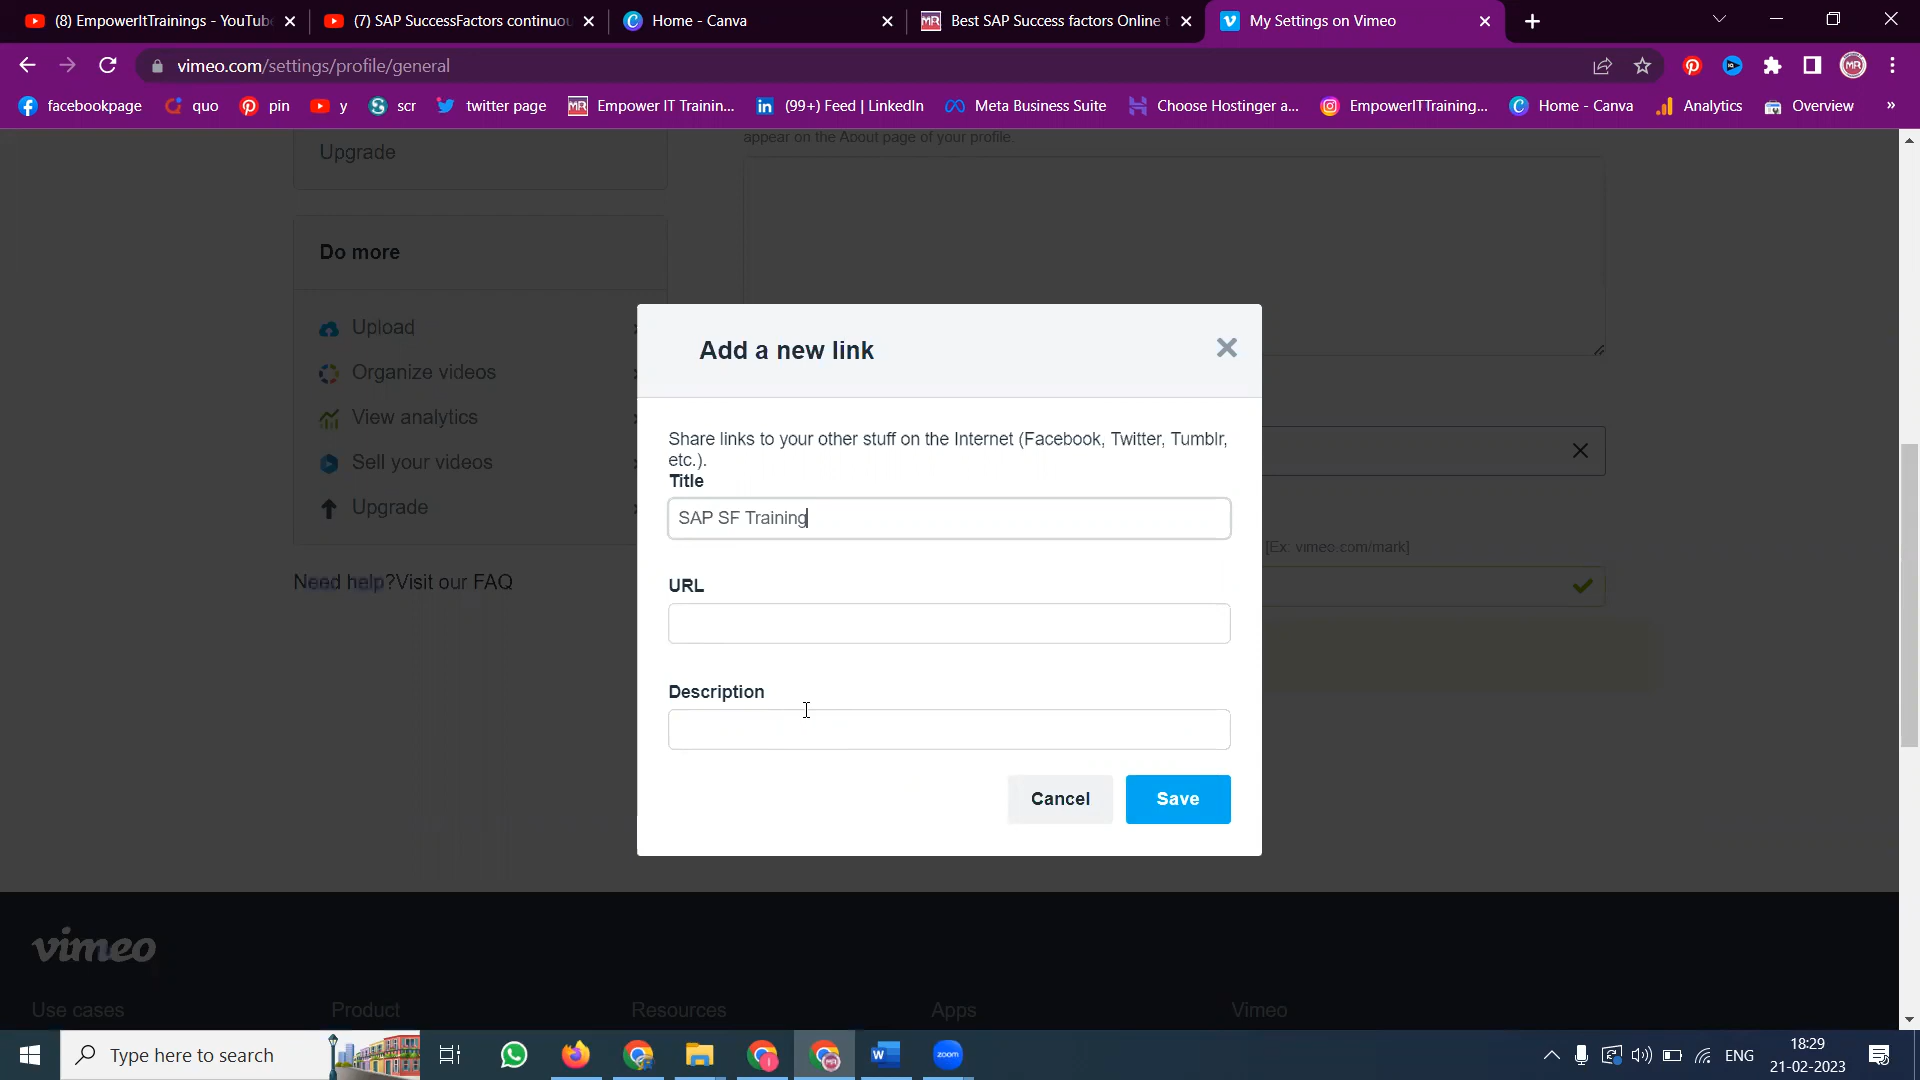 (8) EmpowerItTrainings - YouTube
(7) SAP SuccessFactors continuou
Home - Canva
Best SAP Success factors Online t
My Settings on Vimeo
vimeo.com/settings/profile/general
facebookpage
quo
pin
y
scr
twitter page
Empower IT Trainin...
(99+) Feed | LinkedIn
Meta Business Suite
Choose Hostinger a...
EmpowerITTraining...
Home - Canva
Analytics
Overview
»
appear on the About page of your profile.
Upgrade
Do more
Upload
Organize videos
View analytics
Sell your videos
Upgrade
Need help?Visit our FAQ
Add a new link
Share links to your other stuff on the Internet (Facebook, Twitter, Tumblr,
etc.).
Title
SAP SF Training
URL
[Ex: vimeo.com/mark]
Description
Cancel
Save
vimeo
Use cases
Product
Resources
Apps
Vimeo
Type here to search
zoom
ENG
18:29
21-02-2023